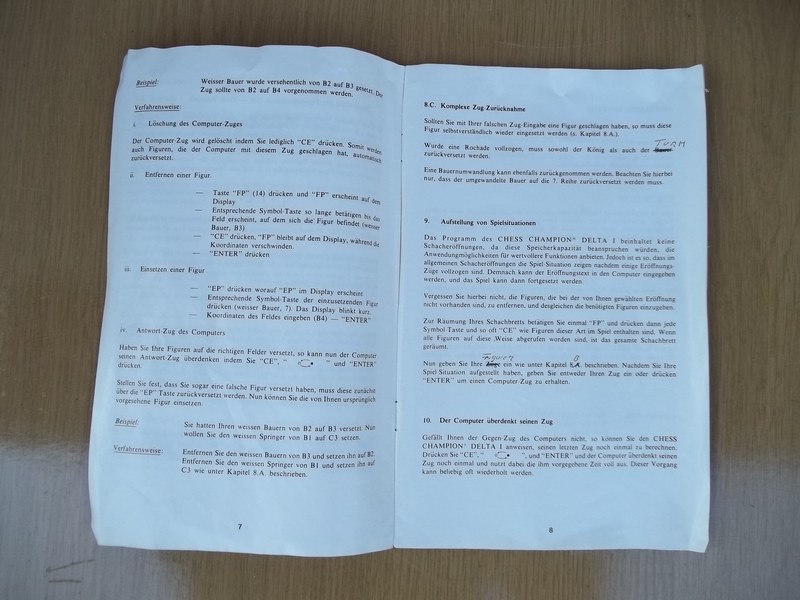 Beispiel: Weisser Bauer wurde versehentlich von B2 auf B3 gesetzt. Der
Zug sollte von B2 auf B4 vorgenommen werden.
Verfahrensweise:
i. Löschung des Computer-Zuges
Der Computer-Zug wird gelöscht indem Sie lediglich "CE" drücken. Somit werden
auch Figuren, die der Computer mit diesem Zug geschlagen hat, automatisch
zurückversetzt.
ii. Entfernen einer Figur.
— Taste "FP" (14) drücken und "FP" erscheint auf dem
Display
— Entsprechende Symbol-Taste so lange betätigen bis das
Feld erscheint, auf dem sich die Figur befindet (weisser
Bauer, B3)
— "CE" drücken, "FP" bleibt auf dem Display, während die
Koordinaten verschwinden.
— "ENTER" drücken
iii. Einsetzen einer Figur
— "EP" drücken worauf "EP" im Display erscheint
— Entsprechende Symbol-Taste der einzusetzenden Figur
drücken (weisser Bauer, 7). Das Display blinkt kurz.
— Koordinaten des Feldes eingeben (B4) — "ENTER"
iv. Antwort-Zug des Computers
Haben Sie Ihre Figuren auf die richtigen Felder versetzt, so kann nun der Computer
seinen Antwort-Zug überdenken indem Sie "CE", " " und "ENTER"
drücken.
Stellen Sie fest, dass Sie sogar eine falsche Figur versetzt haben, muss diese zunächst
über die "EP" Taste zurückversetzt werden. Nun können Sie die von Ihnen ursprünglich
vorgesehene Figur einsetzen.
Beispiel: Sie hatten Ihren weissen Bauern von B2 auf B3 versetzt. Nun
wollen Sie den weissen Springer von B1 auf C3 setzen.
Verfahrensweise: Entfernen Sie den weissen Bauern von B3 und setzen ihn auf B2
Entfernen Sie den weissen Springer von B1 und setzen ihn auf
C3 wie unter Kapitel 8.A. beschrieben.
7
8.C. Komplexe Zug Zurücknahme
Sollten Sie mit Ihrer falschen Zug-Eingabe eine Figur geschlagen haben, so muss diese
Figur selbstverständlich wieder eingesetzt werden (s. Kapitel 8.A.).
TURM
Wurde eine Rochade vollzogen, muss sowohl der König als auch der Bauer
zurückversetzt werden.
Eine Bauernumwandlung kann ebenfalls zurückgenommen werden. Beachten Sie hierbei
nur, dass der umgewandelte Bauer auf die 7. Reihe zurückversetzt werden muss.
9. Aufstellung von Spielsituationen
Das Programm des CHESS CHAMPION® DELTA I beinhaltet keine
Schacheröffnungen, da diese Speicherkapazität beanspruchen würden, die
Anwendungmöglichkeiten für wertvollere Funktionen anbieten. Jedoch ist es so, dass im
allgemeinen Schacheröffnungen die Spiel-Situation zeigen nachdem einige Eröffnungs-
Züge vollzogen sind. Demnach kann der Eröffnungstext in den Computer eingegeben
werden, und das Spiel kann dann fortgesetzt werden.
Vergessen Sie hierbei nicht, die Figuren, die bei der von Ihnen gewählten Eröffnung
nicht vorhanden sind, zu entfernen, und desgleichen die benötigten Figuren einzugeben.
Zur Räumung Ihres Schachbretts betätigen Sie einmal "FP" und drücken dann jede
Symbol-Taste und so oft "CE" wie Figuren dieser Art im Spiel enthalten sind. Wenn
alle Figuren auf diese Weise abgerufen worden sind, ist das gesamte Schachbrett
geräumt.
Figuren
Nun geben Sie Ihre Züge ein wie unter Kapitel 8.A. beschrieben. Nachdem Sie Ihre
Spiel-Situation aufgestellt haben, geben Sie entweder Ihren Zug ein oder drücken
"ENTER" um einen Computer-Zug zu erhalten.
10. Der Computer überdenkt seinen Zug
Gefällt Ihnen der Gegen-Zug des Computers nicht, so können Sie den CHESS
CHAMPION® DELTA I anweisen, seinen letzten Zug noch einmal zu berechnen.
Drücken Sie "CE", " ", und "ENTER" und der Computer überdenkt seinen
Zug noch einmal und nutzt dabei die ihm vorgegebene Zeit voll aus. Dieser Vorgang
kann beliebig oft wiederholt werden.
8